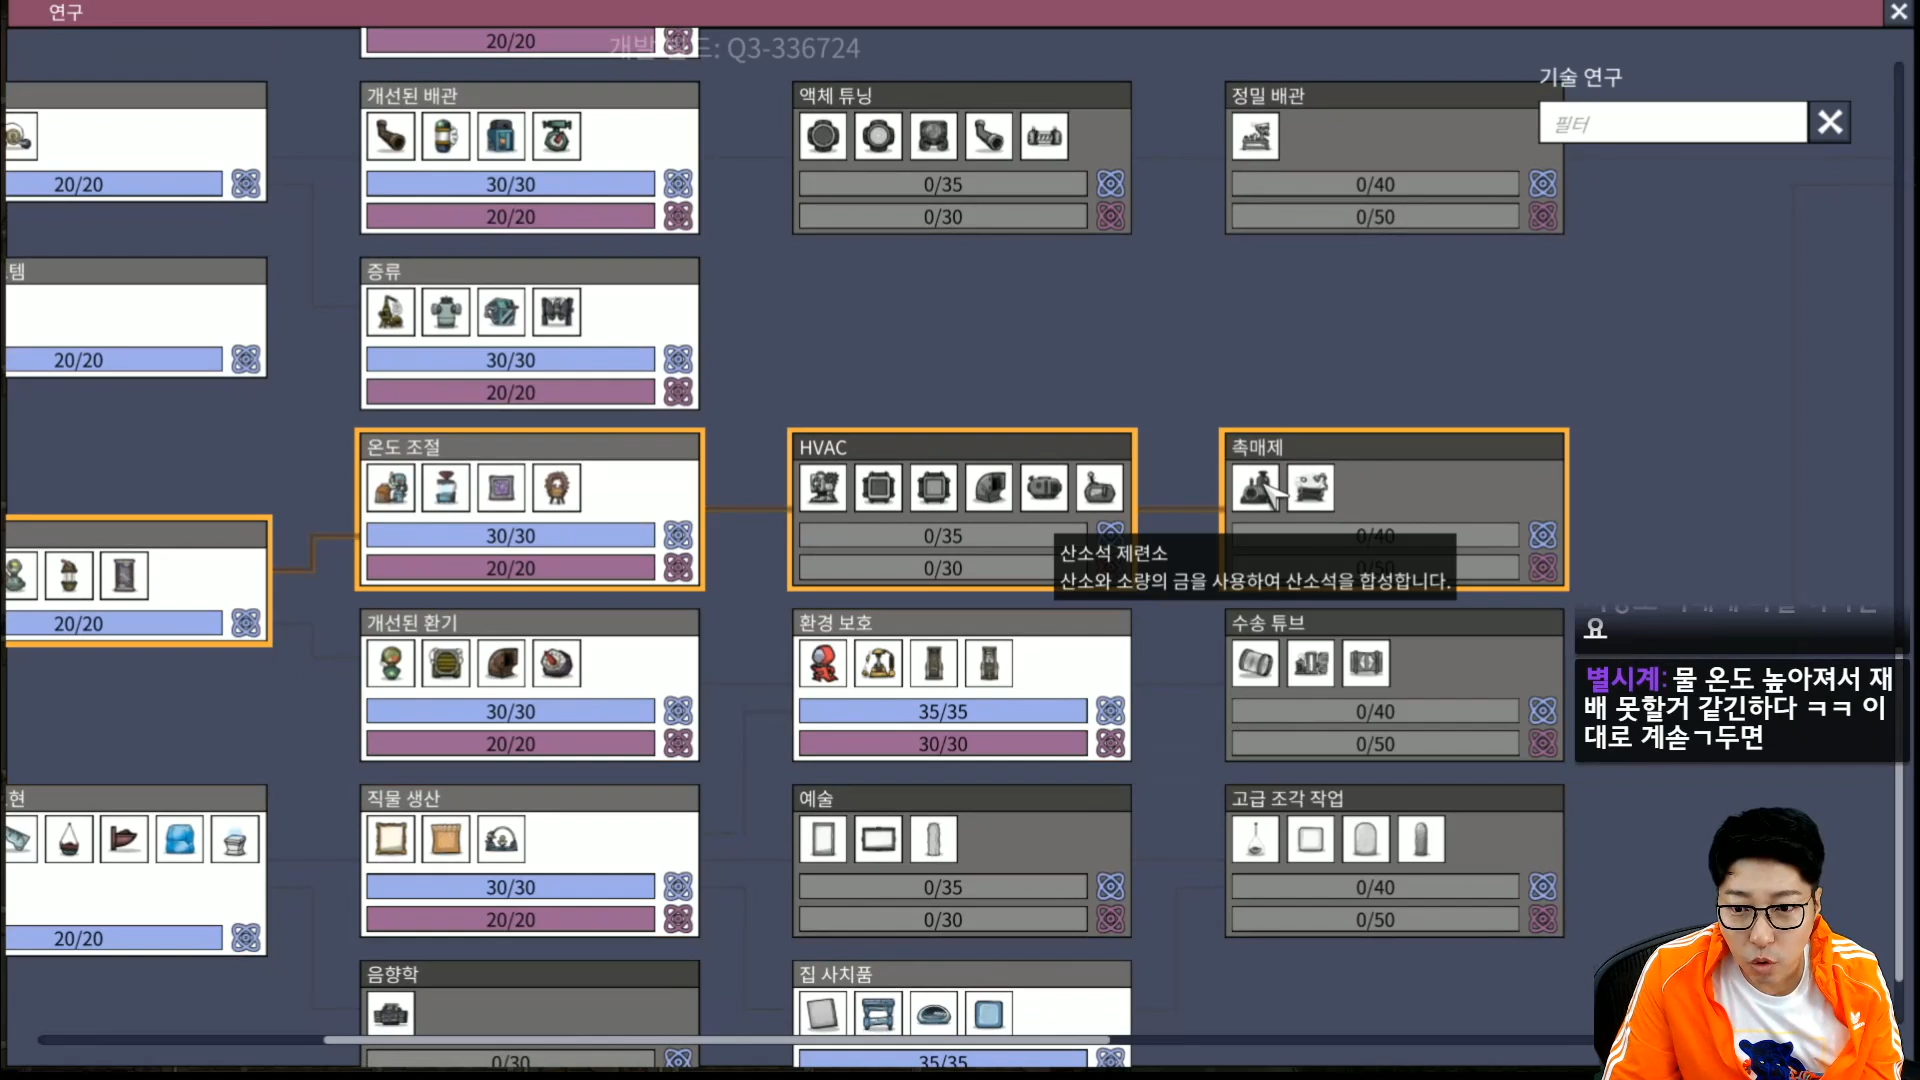 연구
20/20
개발 빌드: Q3-336724
기술 연구
필터
개선된 배관
액체 튜닝
정밀 배관
20/20
30/30
0/35
0/40
20/20
0/30
0/50
템
증류
20/20
30/30
20/20
온도 조절
HVAC
촉매제
30/30
0/35
0/40
20/20
0/30
산소석 제련소
산소와 소량의 금을 사용하여 산소석을 합성합니다.
20/20
개선된 환기
환경 보호
수송 튜브
30/30
35/35
0/40
20/20
30/30
0/50
요
별시계: 물 온도 높아져서 재
배 못할거 같긴하다 ㅋㅋ 이
대로 계솓ㄱ두면
현
직물 생산
예술
고급 조각 작업
30/30
0/35
0/40
20/20
20/20
0/30
0/50
음향학
집 사치품
0/30
35/35